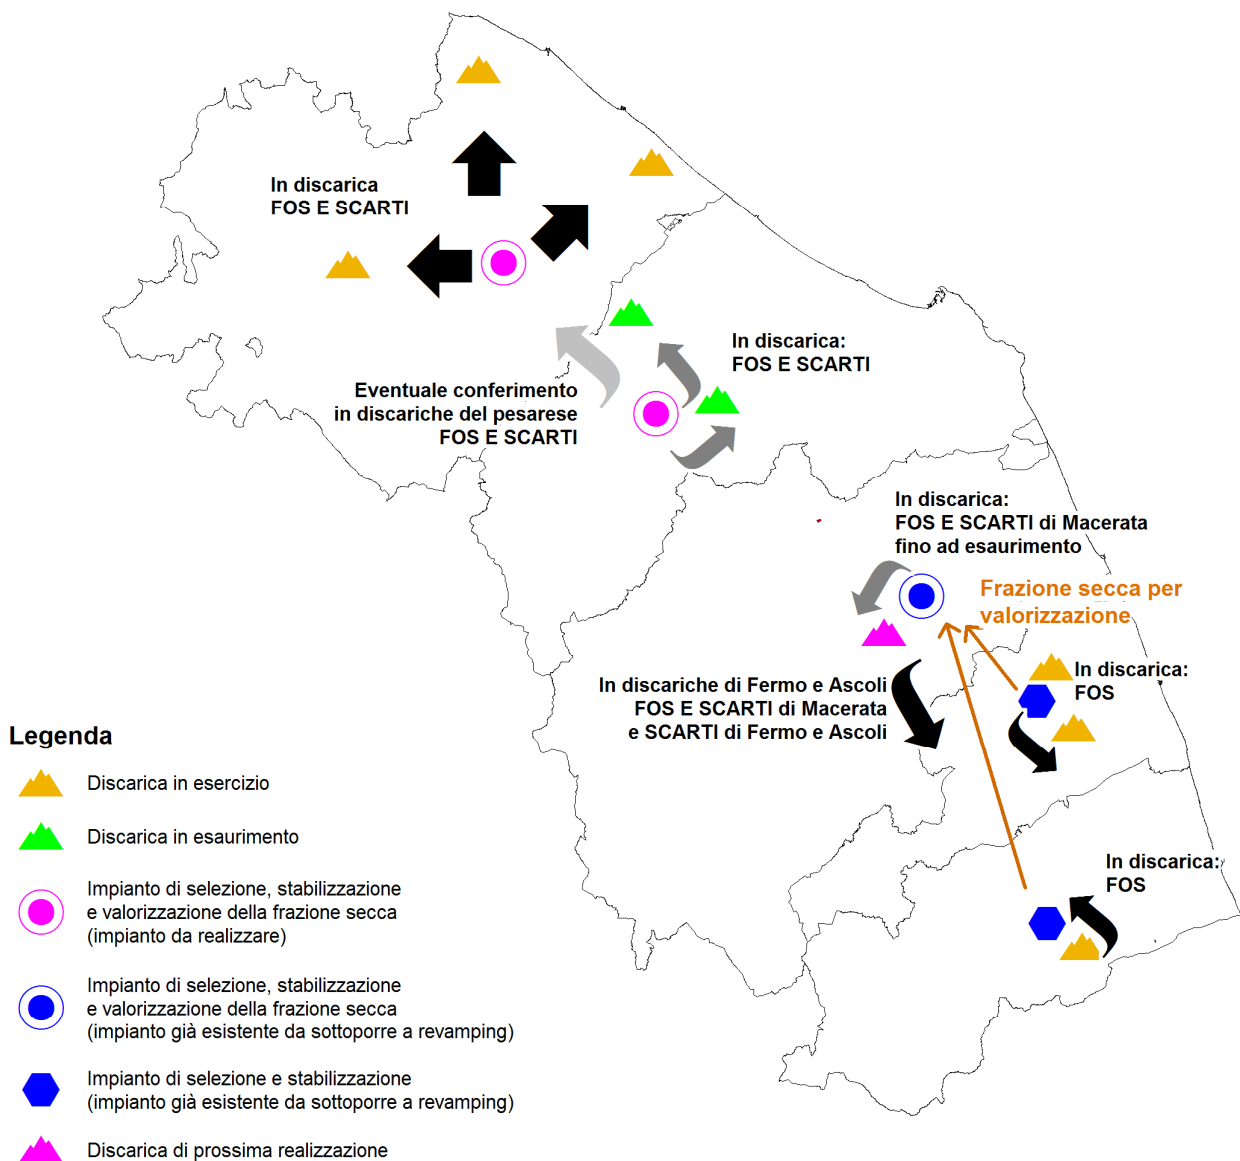 In discarica
FOS E SCARTI
In discarica:
FOS E SCARTI
Eventuale conferimento
in discariche del pesarese
FOS E SCARTI
In discarica:
FOS E SCARTI di Macerata
fino ad esaurimento
Frazione secca per
valorizzazione
In discarica:
FOS
In discariche di Fermo e Ascoli
FOS E SCARTI di Macerata
e SCARTI di Fermo e Ascoli
In discarica:
FOS
Legenda
Discarica in esercizio
Discarica in esaurimento
Impianto di selezione, stabilizzazione
e valorizzazione della frazione secca
(impianto da realizzare)
Impianto di selezione, stabilizzazione
e valorizzazione della frazione secca
(impianto già esistente da sottoporre a revamping)
Impianto di selezione e stabilizzazione
(impianto già esistente da sottoporre a revamping)
Discarica di prossima realizzazione